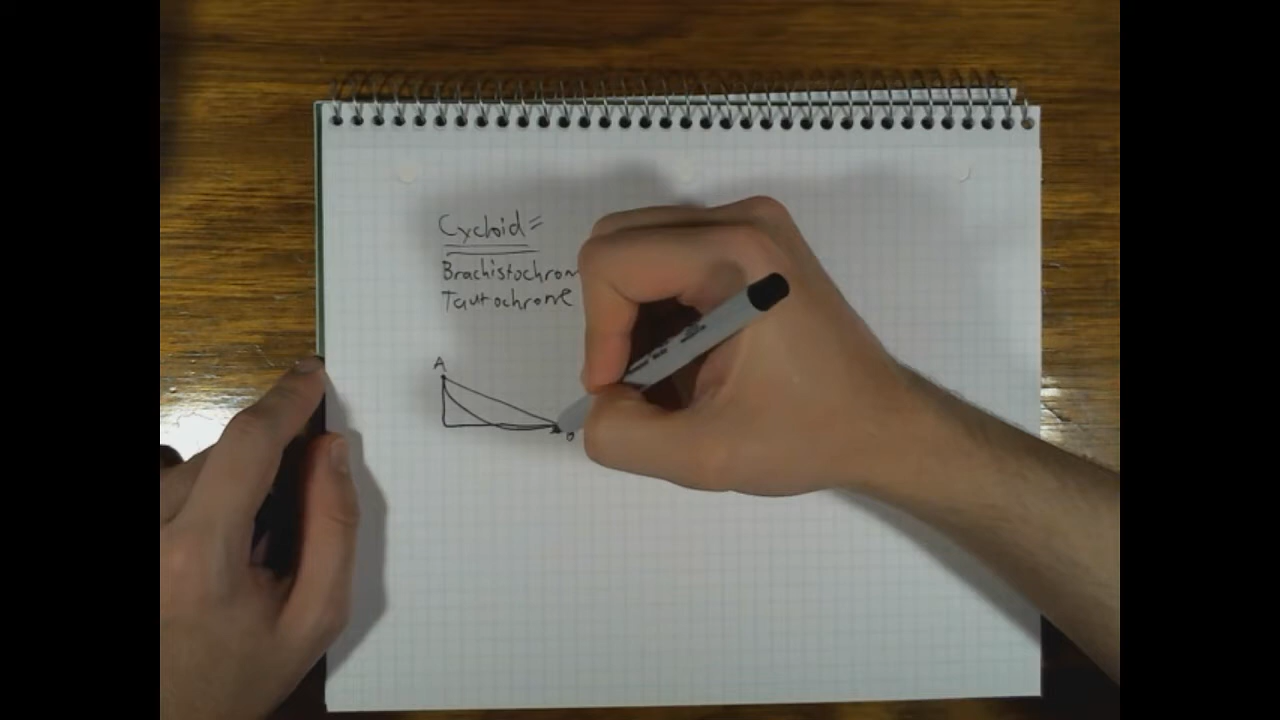 Cycloid =
Brachistochron
Tautochrone
A
B